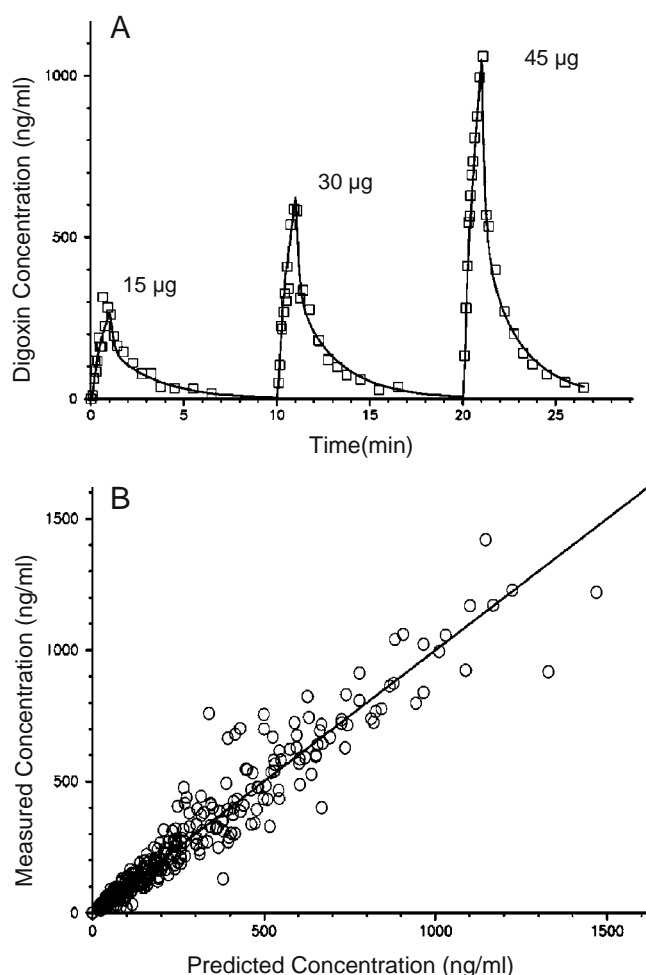 A
45 µg
1000
30 µg
500
15 µg
0
0
5
10
15
20
25
Digoxin Concentration (ng/ml)
Time(min)
B
1500
1000
500
0
0
500
1000
1500
Measured Concentration (ng/ml)
Predicted Concentration (ng/ml)